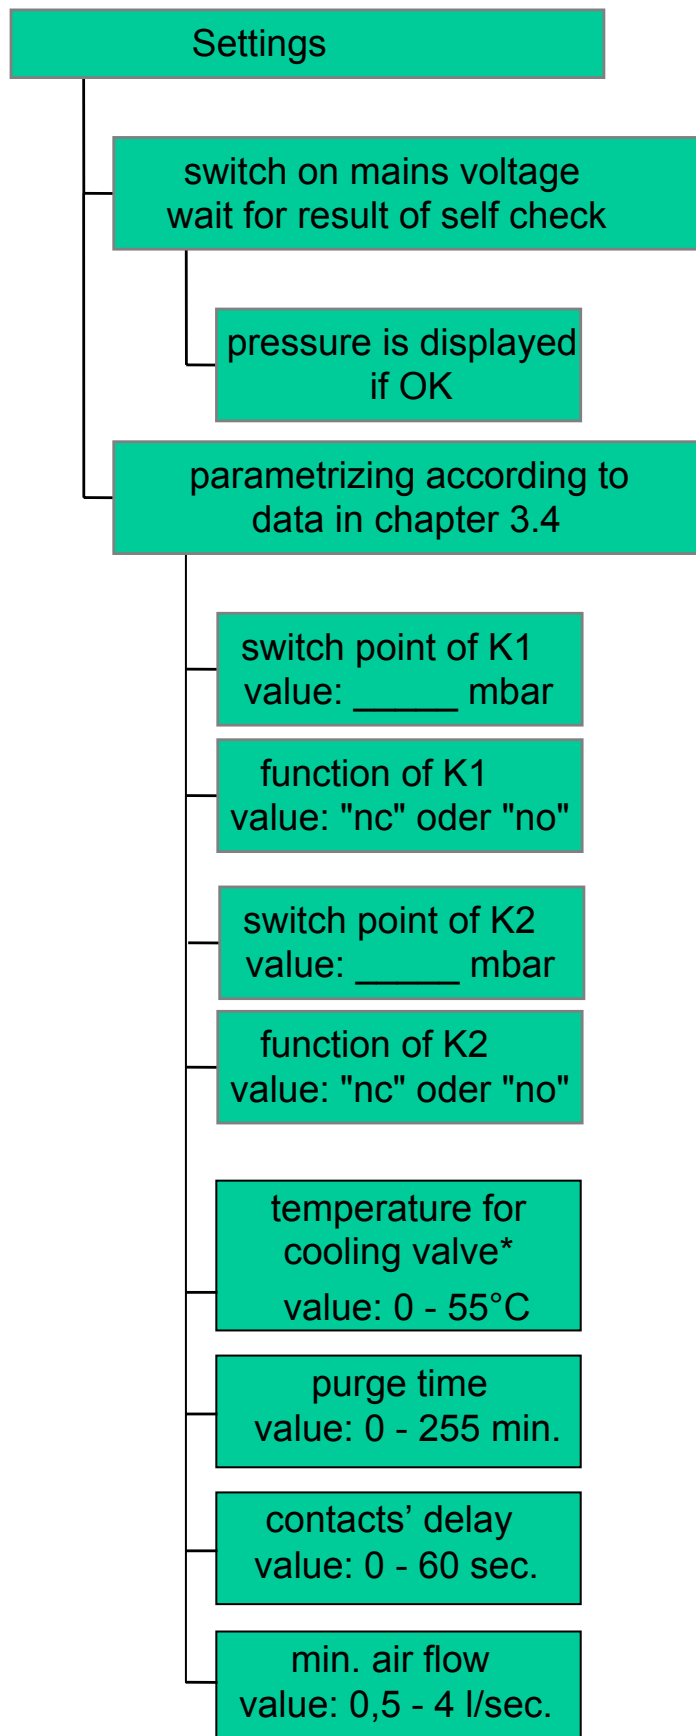 Settings
switch on mains voltage
wait for result of self check
pressure is displayed
if OK
parametrizing according to
data in chapter 3.4
switch point of K1
value: _____ mbar
function of K1
value: "nc" oder "no"
switch point of K2
value: _____ mbar
function of K2
value: "nc" oder "no"
temperature for
cooling valve*
value: 0 - 55°C
purge time
value: 0 - 255 min.
contacts’ delay
value: 0 - 60 sec.
min. air flow
value: 0,5 - 4 l/sec.